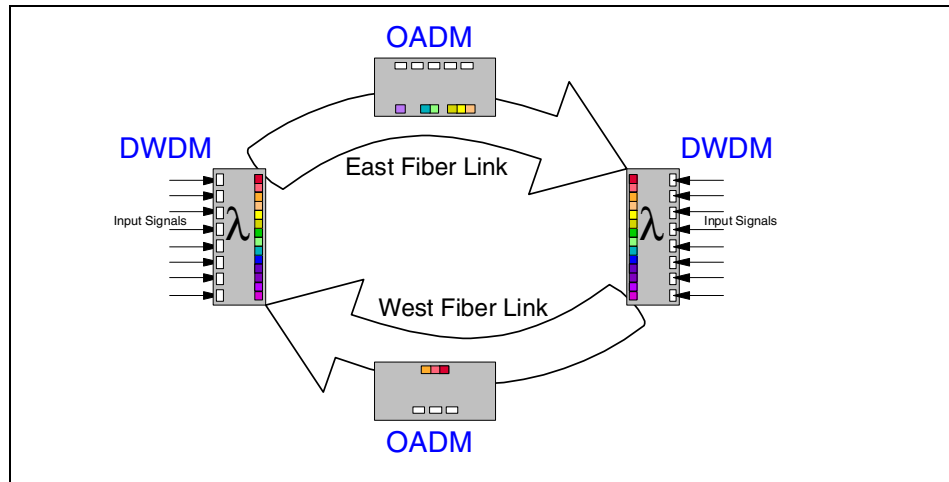 OADM
DWDM
DWDM
East Fiber Link
λ
λ
Input Signals
Input Signals
West Fiber Link
OADM